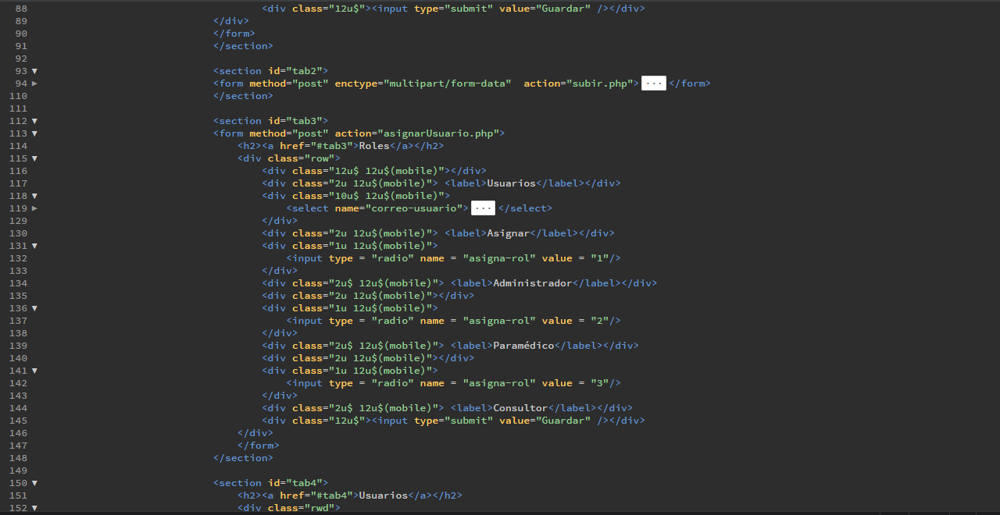 88 <div class="12u$"><input type="submit" value="Guardar" /></div>
89 </div>
90 </form>
91 </section>
92
93 ▼ <section id="tab2">
94 ▶ <form method="post" enctype="multipart/form-data"  action="subir.php"> ... </form>
110 </section>
111
112 ▼ <section id="tab3">
113 ▼ <form method="post" action="asignarUsuario.php">
114 <h2><a href="#tab3">Roles</a></h2>
115 ▼ <div class="row">
116 <div class="12u$ 12u$(mobile)"></div>
117 <div class="2u 12u$(mobile)"> <label>Usuarios</label></div>
118 ▼ <div class="10u$ 12u$(mobile)">
119 ▶ <select name="correo-usuario"> ... </select>
129 </div>
130 <div class="2u 12u$(mobile)"> <label>Asignar</label></div>
131 ▼ <div class="1u 12u$(mobile)">
132 <input type = "radio" name = "asigna-rol" value = "1"/>
133 </div>
134 <div class="2u$ 12u$(mobile)"> <label>Administrador</label></div>
135 <div class="2u 12u$(mobile)"></div>
136 ▼ <div class="1u 12u$(mobile)">
137 <input type = "radio" name = "asigna-rol" value = "2"/>
138 </div>
139 <div class="2u$ 12u$(mobile)"> <label>Paramédico</label></div>
140 <div class="2u 12u$(mobile)"></div>
141 ▼ <div class="1u 12u$(mobile)">
142 <input type = "radio" name = "asigna-rol" value = "3"/>
143 </div>
144 <div class="2u$ 12u$(mobile)"> <label>Consultor</label></div>
145 <div class="12u$"><input type="submit" value="Guardar" /></div>
146 </div>
147 </form>
148 </section>
149
150 ▼ <section id="tab4">
151 <h2><a href="#tab4">Usuarios</a></h2>
152 ▼ <div class="rwd">